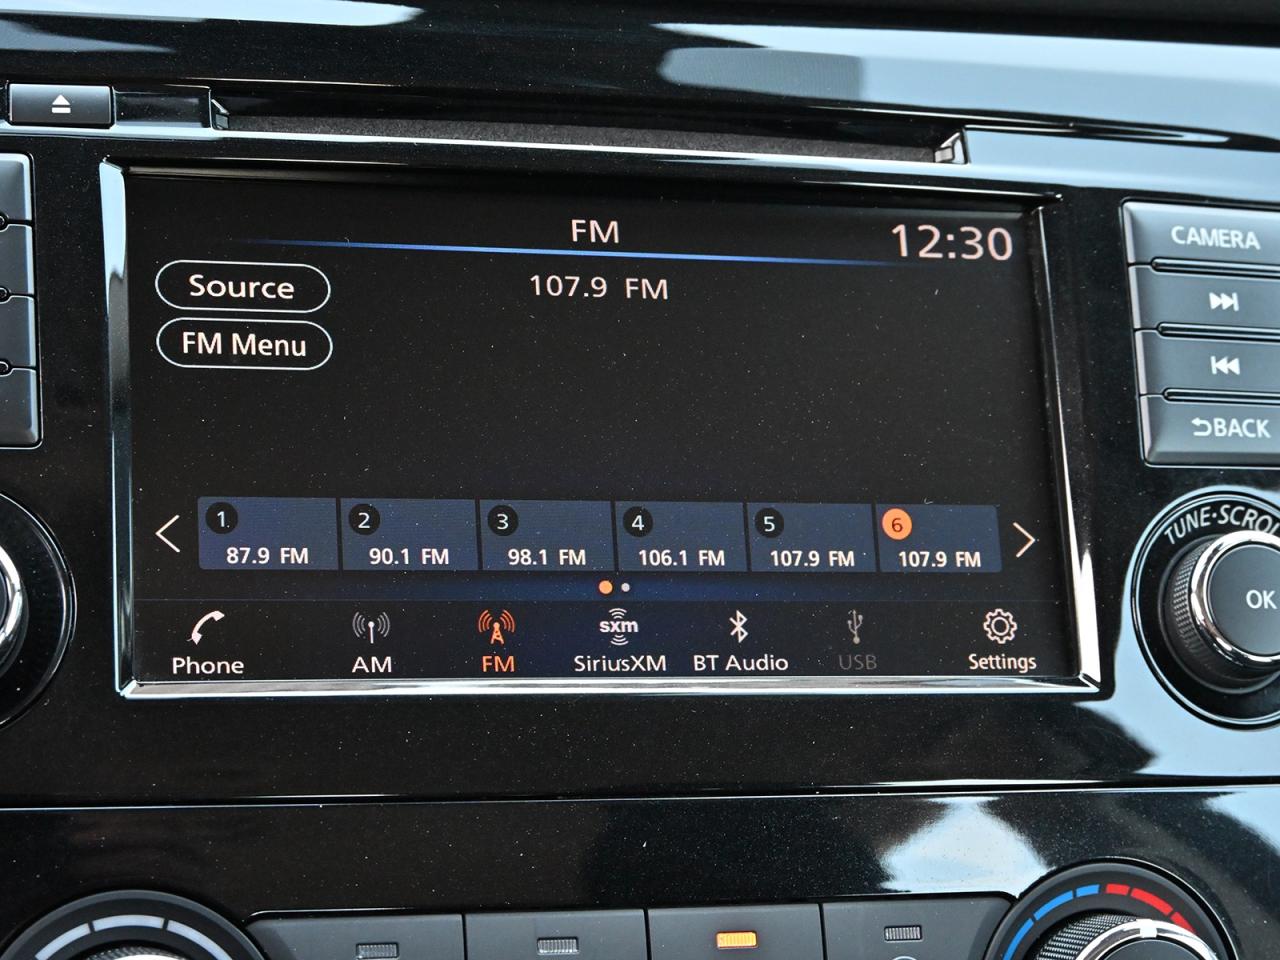 FM
12:30
CAMERA
Source
107.9 FM
FM Menu
BACK
1
2
3
4
5
6
87.9 FM
90.1 FM
98.1 FM
106.1 FM
107.9 FM
107.9 FM
TUNE·SCROL
OK
sxm
Phone
AM
FM
SiriusXM
BT Audio
USB
Settings